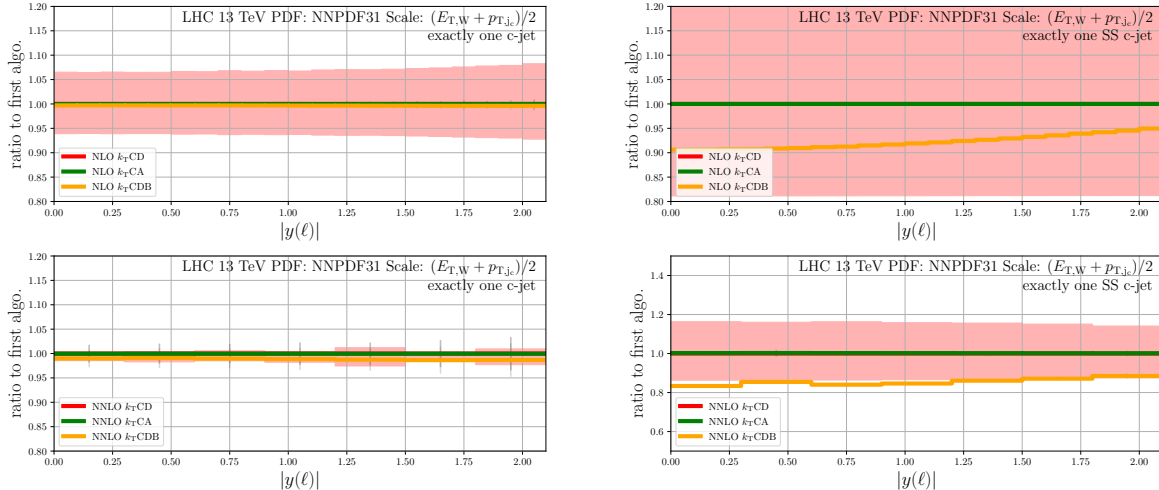 LHC 13 TeV PDF: NNPDF31 Scale: (E_{T,W} + p_{T,j_c})/2
exactly one c-jet
ratio to first algo.
1.20
1.15
1.10
1.05
1.00
0.95
0.90
0.85
0.80
NLO k_TCD
NLO k_TCA
NLO k_TCDB
0.00 0.25 0.50 0.75 1.00 1.25 1.50 1.75 2.00
|y(ℓ)|
LHC 13 TeV PDF: NNPDF31 Scale: (E_{T,W} + p_{T,j_c})/2
exactly one SS c-jet
ratio to first algo.
1.20
1.15
1.10
1.05
1.00
0.95
0.90
0.85
0.80
NLO k_TCD
NLO k_TCA
NLO k_TCDB
0.00 0.25 0.50 0.75 1.00 1.25 1.50 1.75 2.00
|y(ℓ)|
LHC 13 TeV PDF: NNPDF31 Scale: (E_{T,W} + p_{T,j_c})/2
exactly one c-jet
ratio to first algo.
1.20
1.15
1.10
1.05
1.00
0.95
0.90
0.85
0.80
NNLO k_TCD
NNLO k_TCA
NNLO k_TCDB
0.00 0.25 0.50 0.75 1.00 1.25 1.50 1.75 2.00
|y(ℓ)|
LHC 13 TeV PDF: NNPDF31 Scale: (E_{T,W} + p_{T,j_c})/2
exactly one SS c-jet
ratio to first algo.
1.4
1.2
1.0
0.8
0.6
NNLO k_TCD
NNLO k_TCA
NNLO k_TCDB
0.00 0.25 0.50 0.75 1.00 1.25 1.50 1.75 2.00
|y(ℓ)|